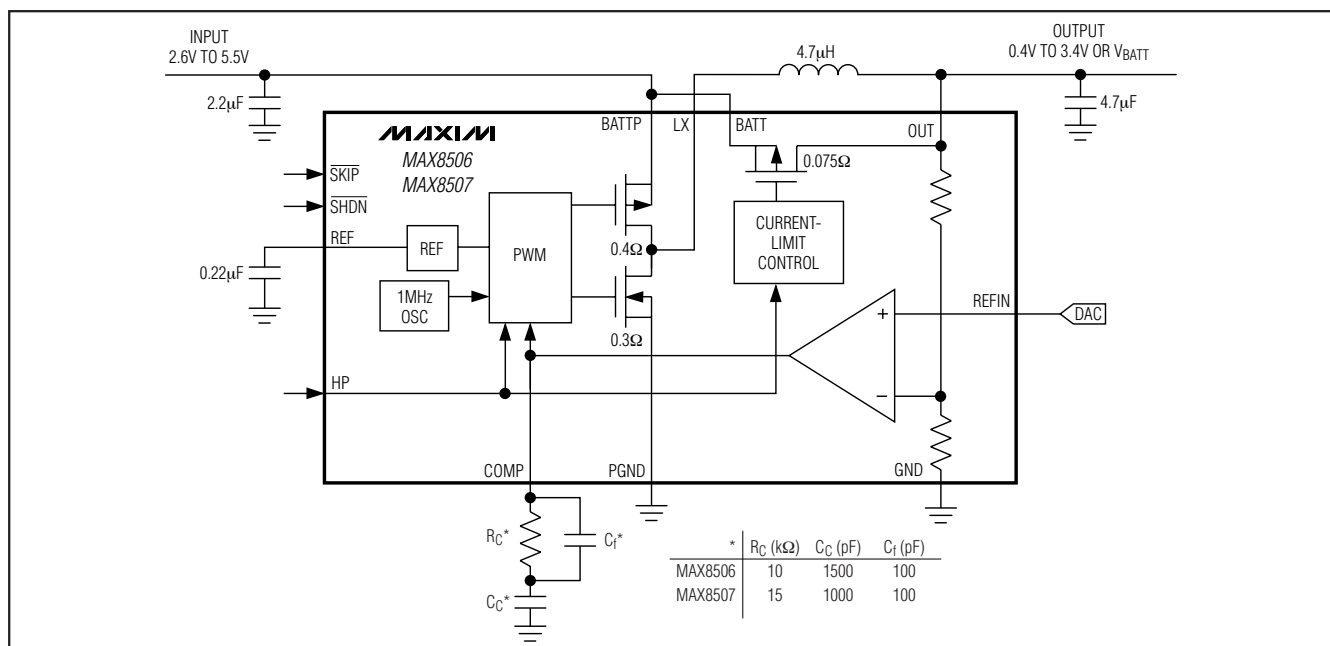 INPUT
2.6V TO 5.5V
OUTPUT
0.4V TO 3.4V OR VBATT
4.7µH
2.2µF
4.7µF
BATTP
LX
BATT
OUT
MAXIM
MAX8506
MAX8507
0.075Ω
SKIP
SHDN
REF
REF
PWM
CURRENT-
LIMIT
CONTROL
0.4Ω
0.22µF
1MHz
OSC
REFIN
DAC
+
0.3Ω
HP
−
COMP
PGND
GND
RC*
Cf*
CC*
* RC (kΩ) CC (pF) Cf (pF)
MAX8506 10 1500 100
MAX8507 15 1000 100